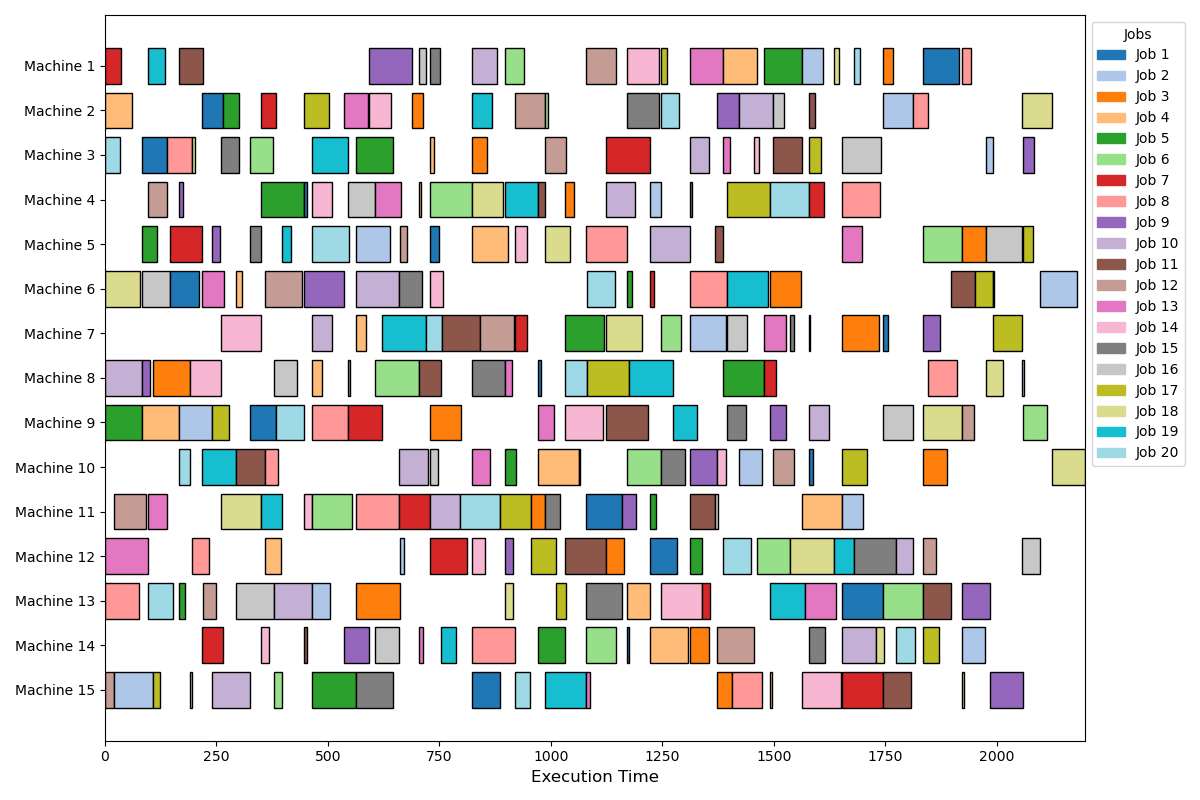 Machine 1
Machine 2
Machine 3
Machine 4
Machine 5
Machine 6
Machine 7
Machine 8
Machine 9
Machine 10
Machine 11
Machine 12
Machine 13
Machine 14
Machine 15
0 250 500 750 1000 1250 1500 1750 2000
Execution Time
Jobs
Job 1
Job 2
Job 3
Job 4
Job 5
Job 6
Job 7
Job 8
Job 9
Job 10
Job 11
Job 12
Job 13
Job 14
Job 15
Job 16
Job 17
Job 18
Job 19
Job 20